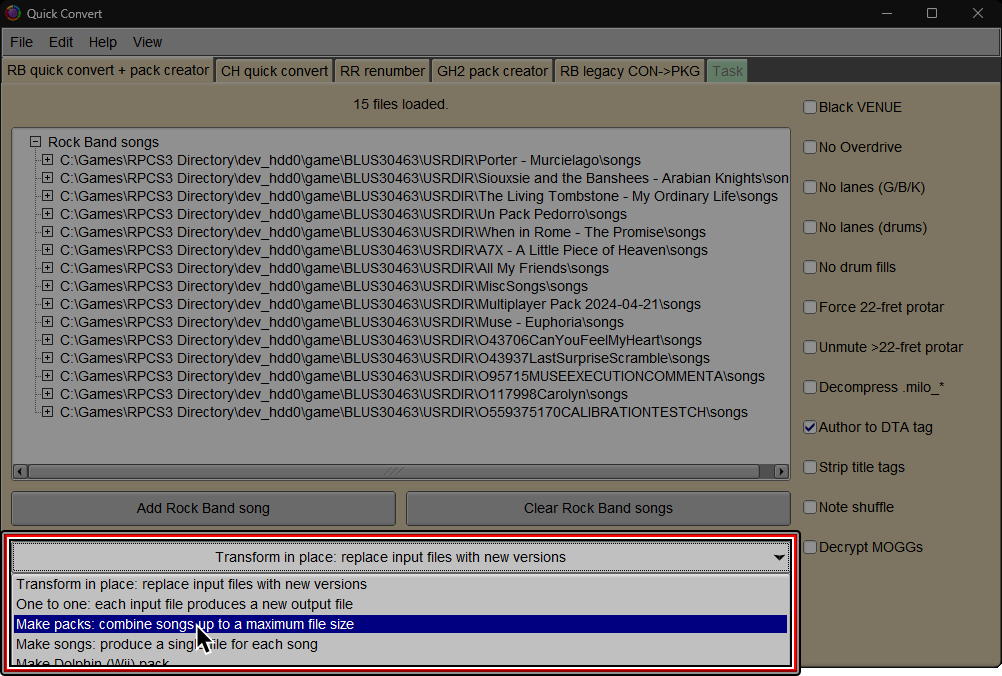 Quick Convert
File Edit Help View
RB quick convert + pack creator CH quick convert RR renumber GH2 pack creator RB legacy CON->PKG Task
15 files loaded.
Rock Band songs
C:\Games\RPCS3 Directory\dev_hdd0\game\BLUS30463\USRDIR\Porter - Murcielago\songs
C:\Games\RPCS3 Directory\dev_hdd0\game\BLUS30463\USRDIR\Siouxsie and the Banshees - Arabian Knights\son
C:\Games\RPCS3 Directory\dev_hdd0\game\BLUS30463\USRDIR\The Living Tombstone - My Ordinary Life\songs
C:\Games\RPCS3 Directory\dev_hdd0\game\BLUS30463\USRDIR\Un Pack Pedorro\songs
C:\Games\RPCS3 Directory\dev_hdd0\game\BLUS30463\USRDIR\When in Rome - The Promise\songs
C:\Games\RPCS3 Directory\dev_hdd0\game\BLUS30463\USRDIR\A7X - A Little Piece of Heaven\songs
C:\Games\RPCS3 Directory\dev_hdd0\game\BLUS30463\USRDIR\All My Friends\songs
C:\Games\RPCS3 Directory\dev_hdd0\game\BLUS30463\USRDIR\MiscSongs\songs
C:\Games\RPCS3 Directory\dev_hdd0\game\BLUS30463\USRDIR\Multiplayer Pack 2024-04-21\songs
C:\Games\RPCS3 Directory\dev_hdd0\game\BLUS30463\USRDIR\Muse - Euphoria\songs
C:\Games\RPCS3 Directory\dev_hdd0\game\BLUS30463\USRDIR\O43706CanYouFeelMyHeart\songs
C:\Games\RPCS3 Directory\dev_hdd0\game\BLUS30463\USRDIR\O43937LastSurpriseScramble\songs
C:\Games\RPCS3 Directory\dev_hdd0\game\BLUS30463\USRDIR\O95715MUSEEXECUTIONCOMMENTA\songs
C:\Games\RPCS3 Directory\dev_hdd0\game\BLUS30463\USRDIR\O117998Carolyn\songs
C:\Games\RPCS3 Directory\dev_hdd0\game\BLUS30463\USRDIR\O559375170CALIBRATIONTESTCH\songs
Add Rock Band song Clear Rock Band songs
Transform in place: replace input files with new versions
Transform in place: replace input files with new versions
One to one: each input file produces a new output file
Make packs: combine songs up to a maximum file size
Make songs: produce a single file for each song
Make Dolphin (Wii) pack
Black VENUE
No Overdrive
No lanes (G/B/K)
No lanes (drums)
No drum fills
Force 22-fret protar
Unmute >22-fret protar
Decompress .milo_*
Author to DTA tag
Strip title tags
Note shuffle
Decrypt MOGGs